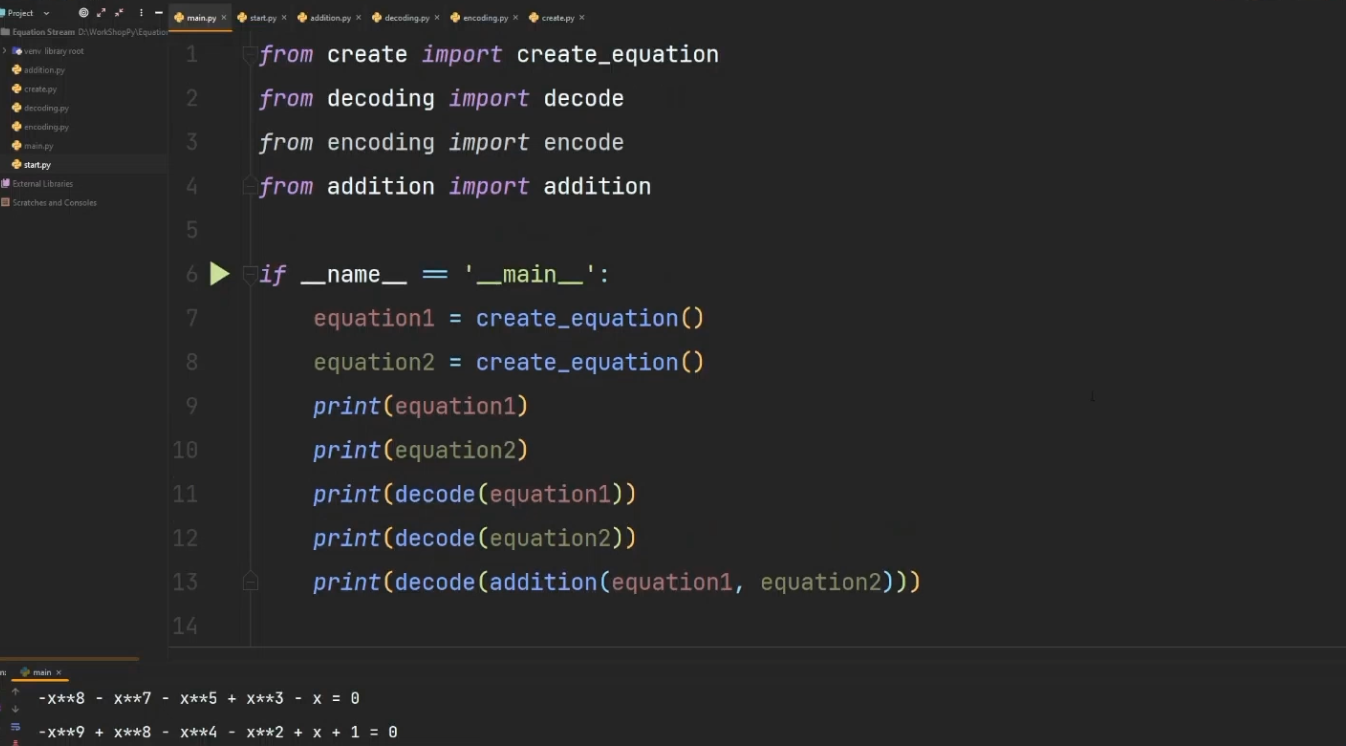 Project
main.py
start.py
addition.py
decoding.py
encoding.py
create.py
Equation Stream D:\WorkShopPy\Equation
venv library root
addition.py
create.py
decoding.py
encoding.py
main.py
start.py
External Libraries
Scratches and Consoles
1 from create import create_equation
2 from decoding import decode
3 from encoding import encode
4 from addition import addition
5
6 if __name__ == '__main__':
7 equation1 = create_equation()
8 equation2 = create_equation()
9 print(equation1)
10 print(equation2)
11 print(decode(equation1))
12 print(decode(equation2))
13 print(decode(addition(equation1, equation2)))
14
n: main
-x**8 - x**7 - x**5 + x**3 - x = 0
-x**9 + x**8 - x**4 - x**2 + x + 1 = 0